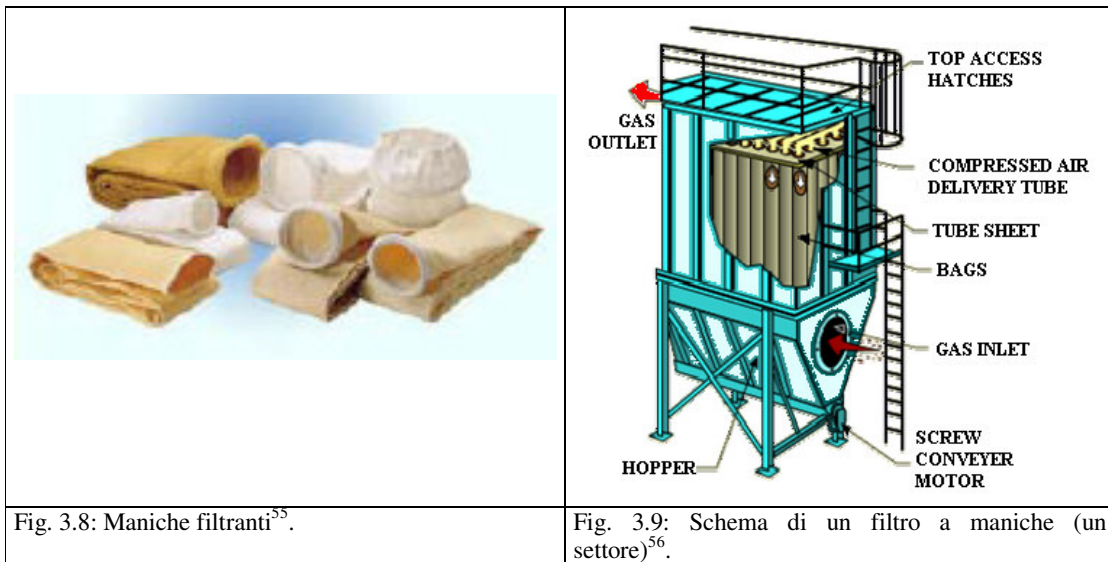 TOP ACCESS
HATCHES
GAS
OUTLET
COMPRESSED AIR
DELIVERY TUBE
TUBE SHEET
BAGS
GAS INLET
SCREW
CONVEYER
MOTOR
HOPPER
Fig. 3.8: Maniche filtranti55.
Fig. 3.9: Schema di un filtro a maniche (un
settore)56.